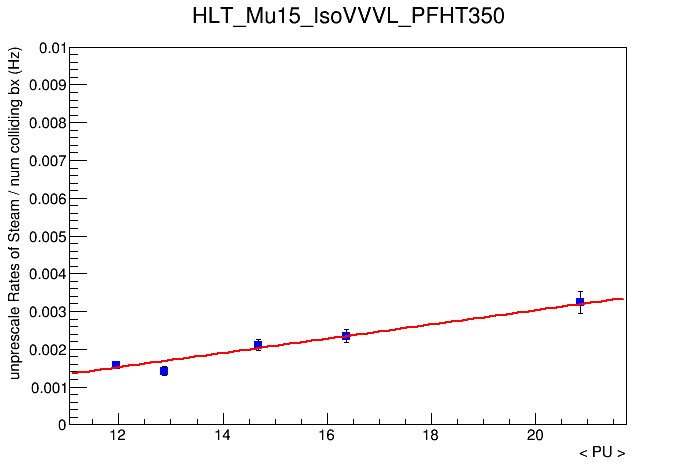 HLT_Mu15_IsoVVVL_PFHT350
unprescale Rates of Steam / num colliding bx (Hz)
0.01
0.009
0.008
0.007
0.006
0.005
0.004
0.003
0.002
0.001
0
12 14 16 18 20
< PU >